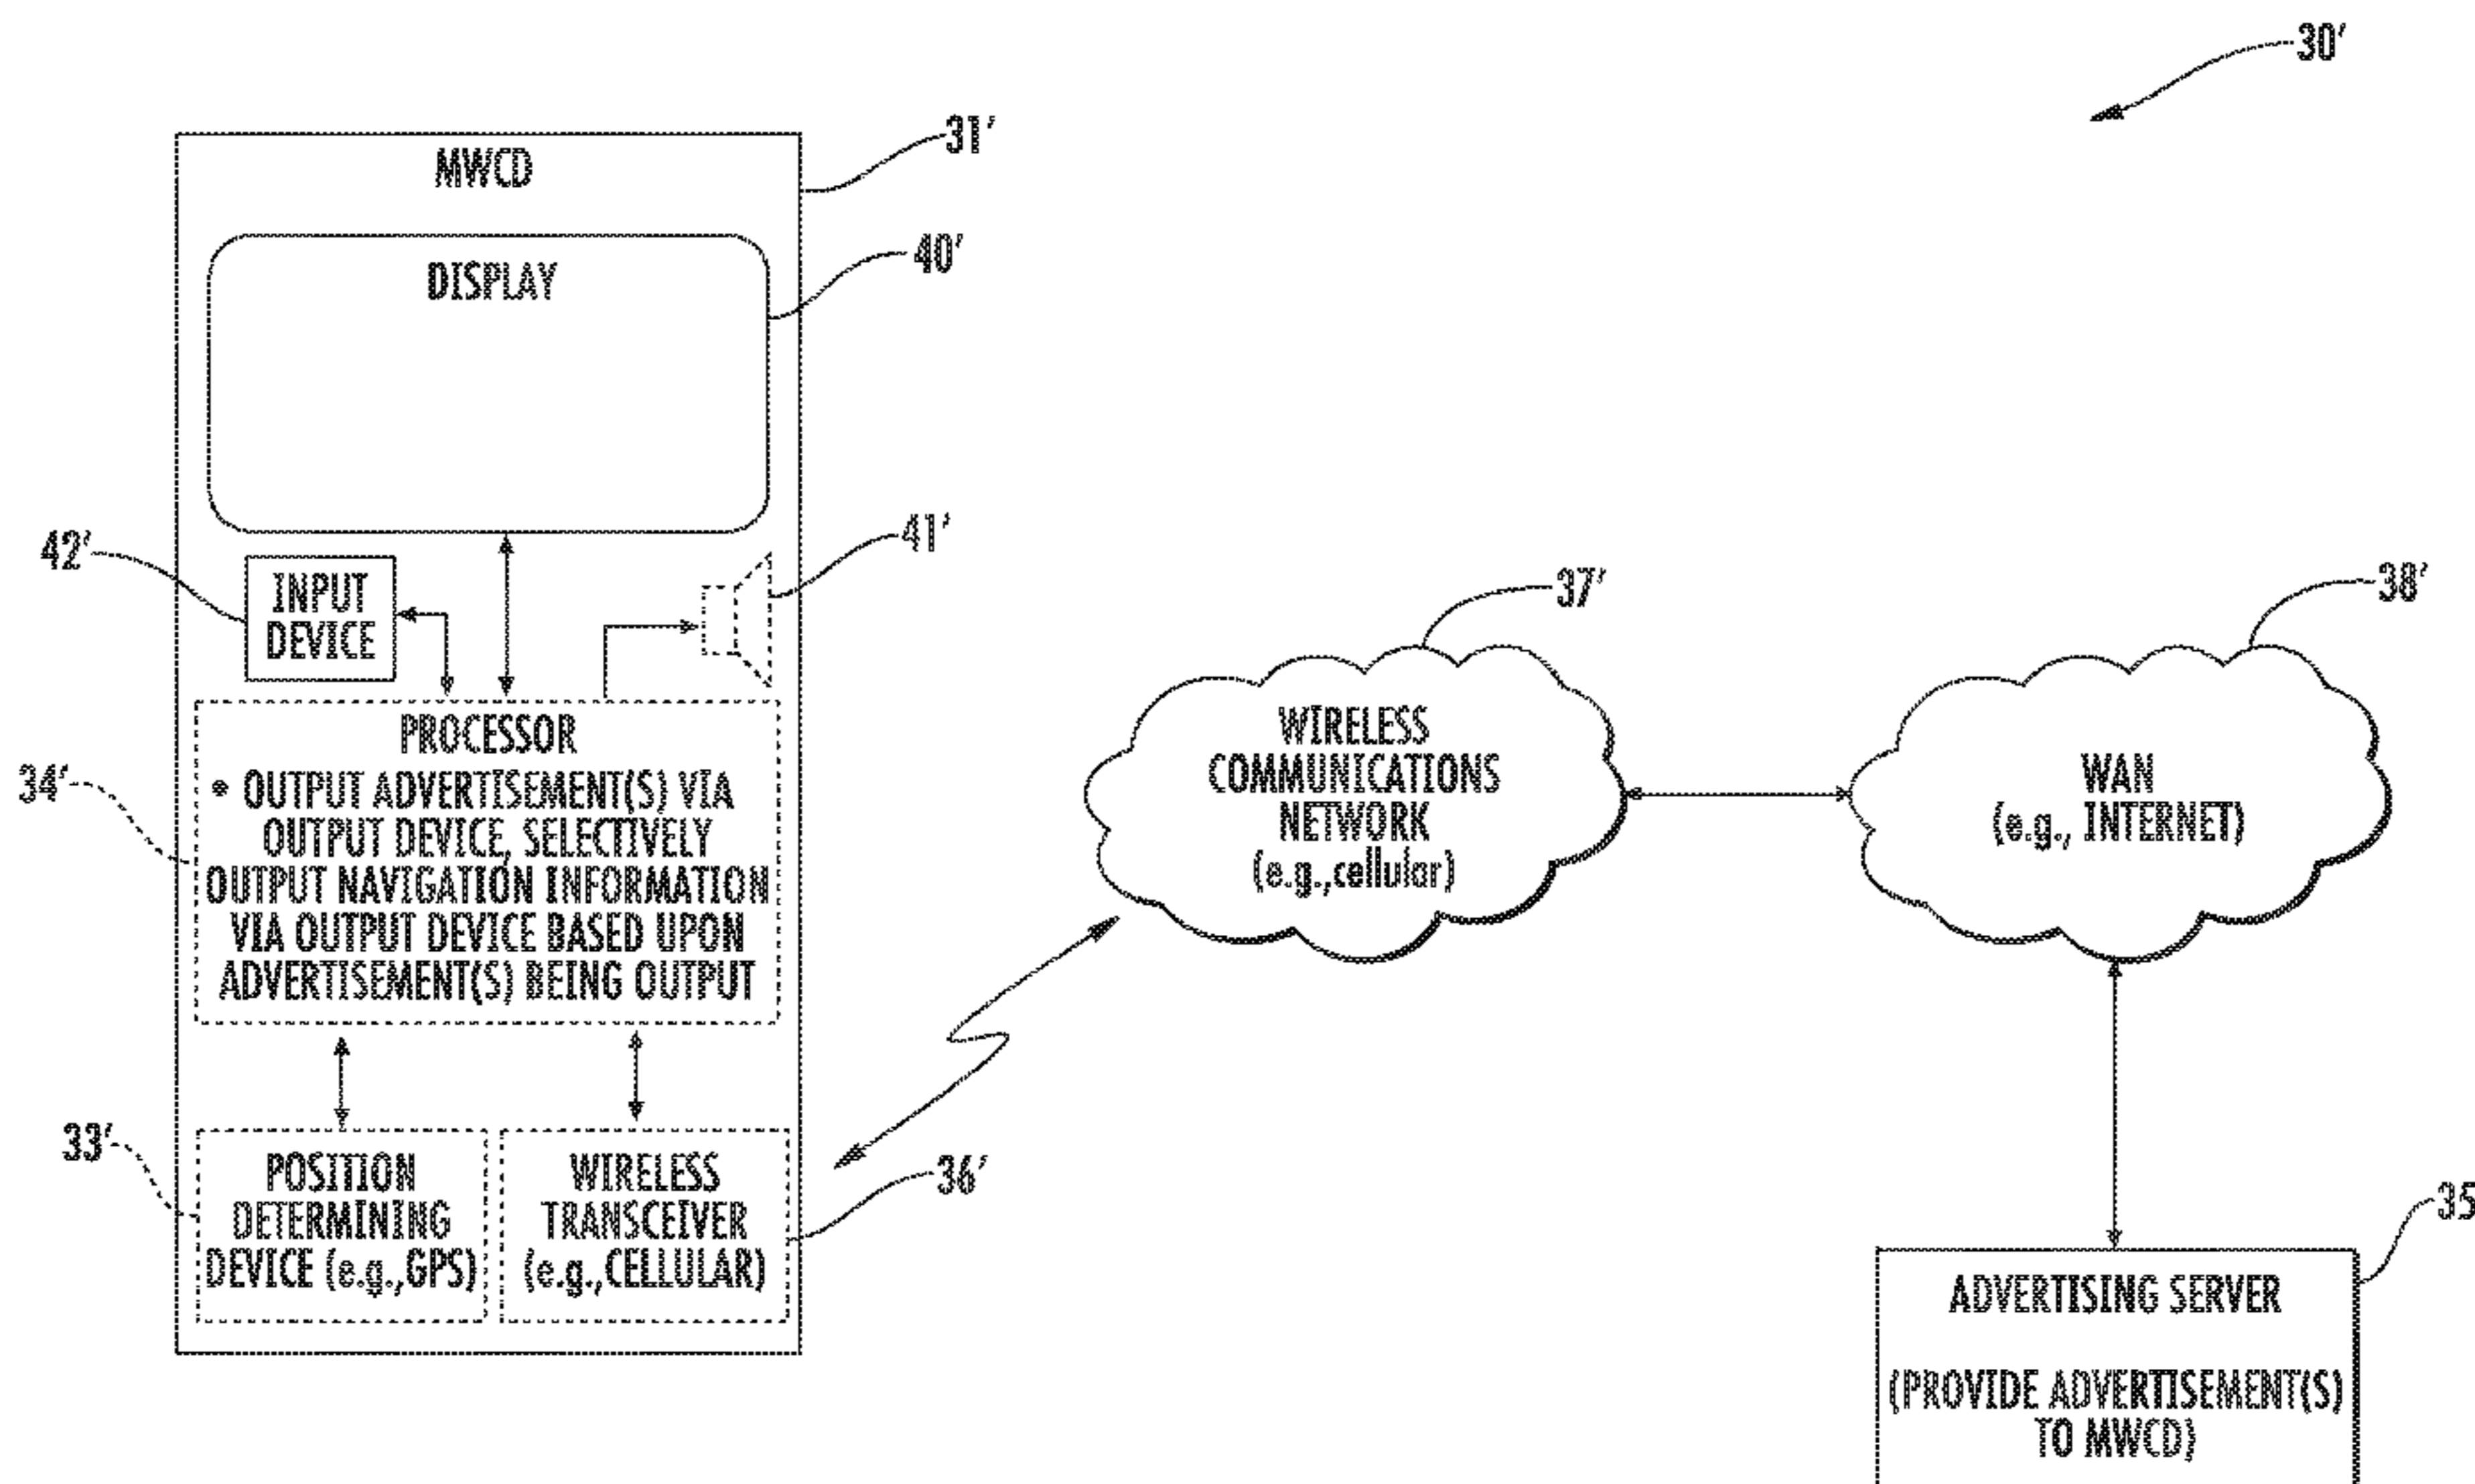 30'
MWCD
31'
DISPLAY
40'
42'
INPUT
DEVICE
41'
PROCESSOR
• OUTPUT ADVERTISEMENT(S) VIA
OUTPUT DEVICE, SELECTIVELY
OUTPUT NAVIGATION INFORMATION
VIA OUTPUT DEVICE BASED UPON
ADVERTISEMENT(S) BEING OUTPUT
34'
33'
POSITION
DETERMINING
DEVICE (e.g.,GPS)
WIRELESS
TRANSCEIVER
(e.g.,CELLULAR)
36'
37'
WIRELESS
COMMUNICATIONS
NETWORK
(e.g.,cellular)
38'
WAN
(e.g., INTERNET)
35
ADVERTISING SERVER
(PROVIDE ADVERTISEMENT(S)
TO MWCD)